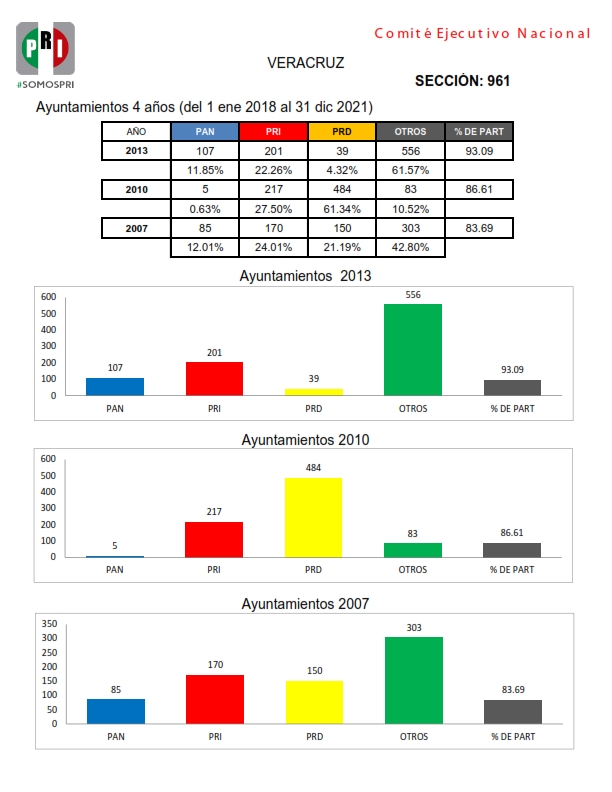 Comité Ejecutivo Nacional
PRI
#SOMOSPRI
VERACRUZ
SECCIÓN: 961
Ayuntamientos 4 años (del 1 ene 2018 al 31 dic 2021)
AÑO PAN PRI PRD OTROS % DE PART
2013 107 201 39 556 93.09
11.85% 22.26% 4.32% 61.57%
2010 5 217 484 83 86.61
0.63% 27.50% 61.34% 10.52%
2007 85 170 150 303 83.69
12.01% 24.01% 21.19% 42.80%
Ayuntamientos 2013
600
500
400
300
200
100
0
107 201 39 556 93.09
PAN PRI PRD OTROS % DE PART
Ayuntamientos 2010
600
500
400
300
200
100
0
5 217 484 83 86.61
PAN PRI PRD OTROS % DE PART
Ayuntamientos 2007
350
300
250
200
150
100
50
0
85 170 150 303 83.69
PAN PRI PRD OTROS % DE PART